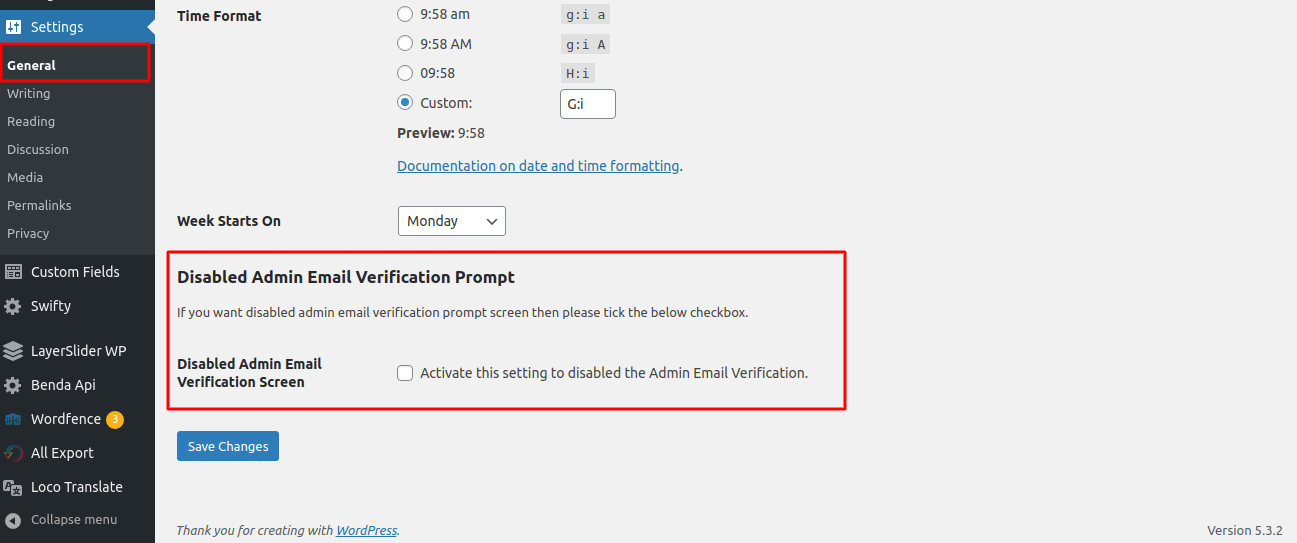 Settings
General
Writing
Reading
Discussion
Media
Permalinks
Privacy
Custom Fields
Swifty
LayerSlider WP
Benda Api
Wordfence 3
All Export
Loco Translate
Collapse menu
Time Format
9:58 am g:i a
9:58 AM g:i A
09:58 H:i
Custom: G:i
Preview: 9:58
Documentation on date and time formatting.
Week Starts On Monday
Disabled Admin Email Verification Prompt
If you want disabled admin email verification prompt screen then please tick the below checkbox.
Disabled Admin Email
Verification Screen
Activate this setting to disabled the Admin Email Verification.
Save Changes
Thank you for creating with WordPress.
Version 5.3.2